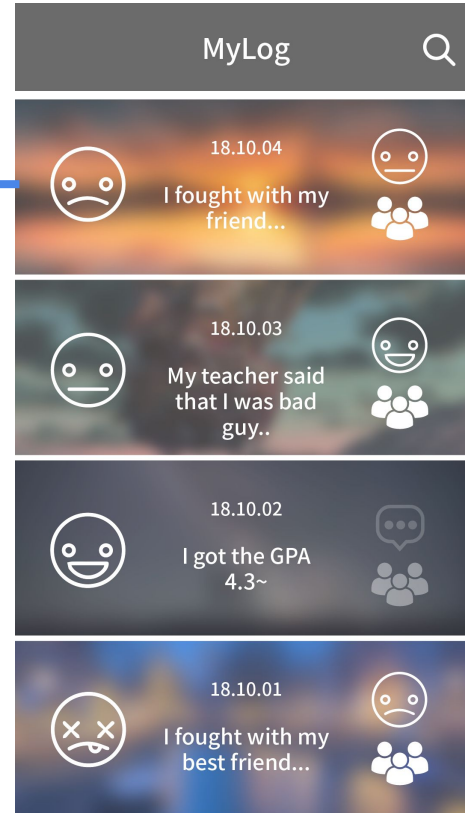 MyLog
18.10.04
I fought with my
friend...
18.10.03
My teacher said
that I was bad
guy..
18.10.02
I got the GPA
4.3~
18.10.01
I fought with my
best friend...